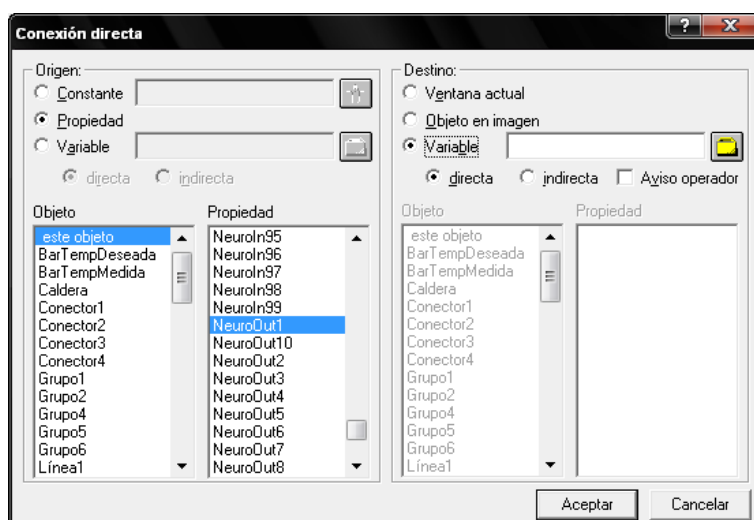 Conexión directa
Origen:
Constante
Propiedad
Variable
directa indirecta
Objeto
este objeto
BarTempDeseada
BarTempMedida
Caldera
Conector1
Conector2
Conector3
Conector4
Grupo1
Grupo2
Grupo4
Grupo5
Grupo6
Línea1
Propiedad
NeuroIn95
NeuroIn96
NeuroIn97
NeuroIn98
NeuroIn99
NeuroOut1
NeuroOut10
NeuroOut2
NeuroOut3
NeuroOut4
NeuroOut5
NeuroOut6
NeuroOut7
NeuroOut8
Destino:
Ventana actual
Objeto en imagen
Variable
directa indirecta Aviso operador
Objeto
este objeto
BarTempDeseada
BarTempMedida
Caldera
Conector1
Conector2
Conector3
Conector4
Grupo1
Grupo2
Grupo4
Grupo5
Grupo6
Línea1
Propiedad
Aceptar Cancelar